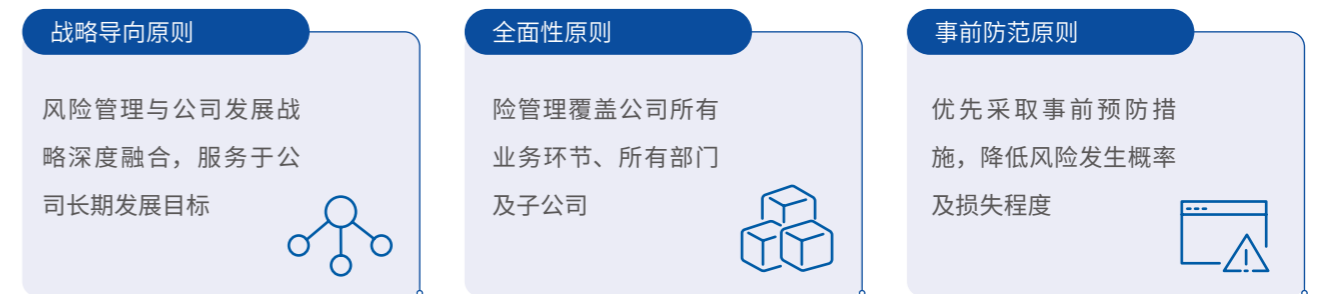 战略导向原则
风险管理与公司发展战
略深度融合，服务于公
司长期发展目标
全面性原则
险管理覆盖公司所有
业务环节、所有部门
及子公司
事前防范原则
优先采取事前预防措
施，降低风险发生概率
及损失程度